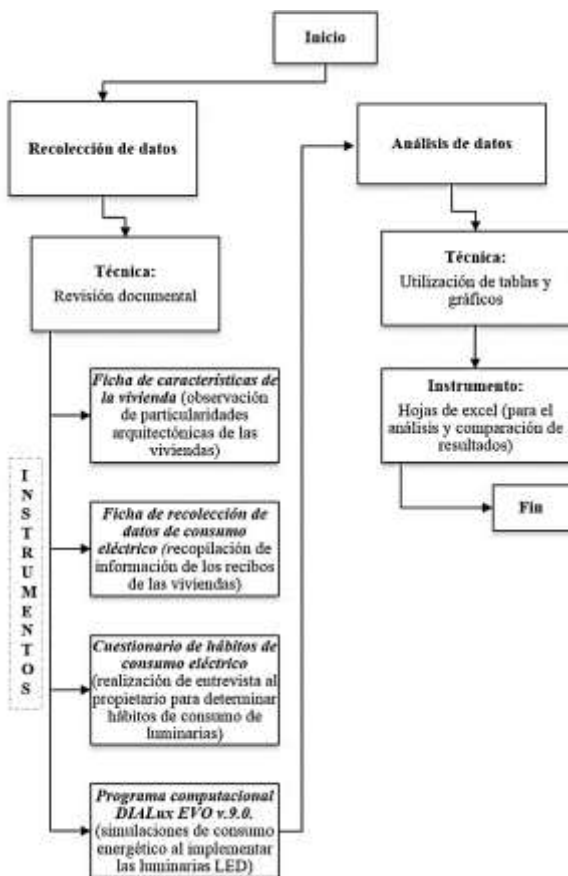 Inicio
Recolección de datos
Técnica:
Revisión documental
INSTRUMENTOS
Ficha de características de
la vivienda (observación
de particularidades
arquitectónicas de las
viviendas)
Ficha de recolección de
datos de consumo
eléctrico (recopilación de
información de los recibos
de las viviendas)
Cuestionario de hábitos de
consumo eléctrico
(realización de entrevista al
propietario para determinar
hábitos de consumo de
luminarias)
Programa computacional
DIALux EVO v.9.0.
(simulaciones de consumo
energético al implementar
las luminarias LED)
Análisis de datos
Técnica:
Utilización de tablas y
gráficos
Instrumento:
Hojas de excel (para el
análisis y comparación de
resultados)
Fin